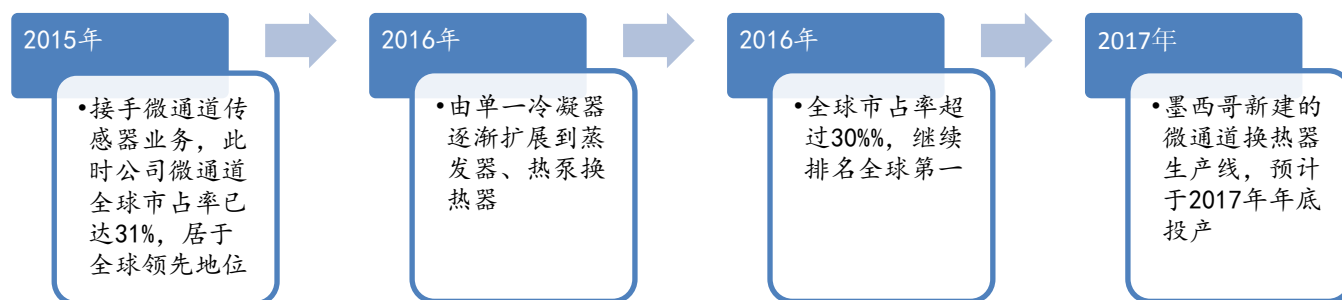 2015年
•接手微通道传
感器业务，此
时公司微通道
全球市占率已
达31%，居于
全球领先地位
2016年
•由单一冷凝器
逐渐扩展到蒸
发器、热泵换
热器
2016年
•全球市占率超
过30%%，继续
排名全球第一
2017年
•墨西哥新建的
微通道换热器
生产线，预计
于2017年年底
投产